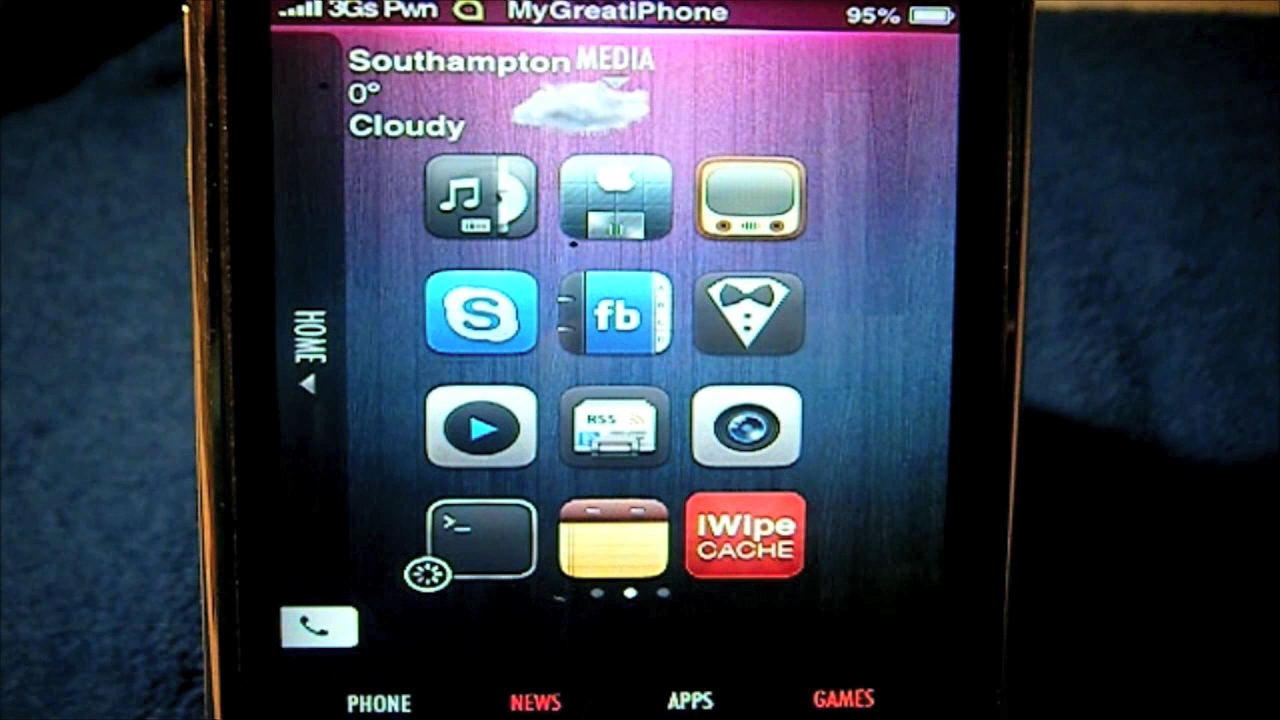 3Gs Pwn MyGreatiPhone 95%
Southampton MEDIA
0°
Cloudy
HOME
S fb
RSS
>_ iWipe
CACHE
PHONE NEWS APPS GAMES